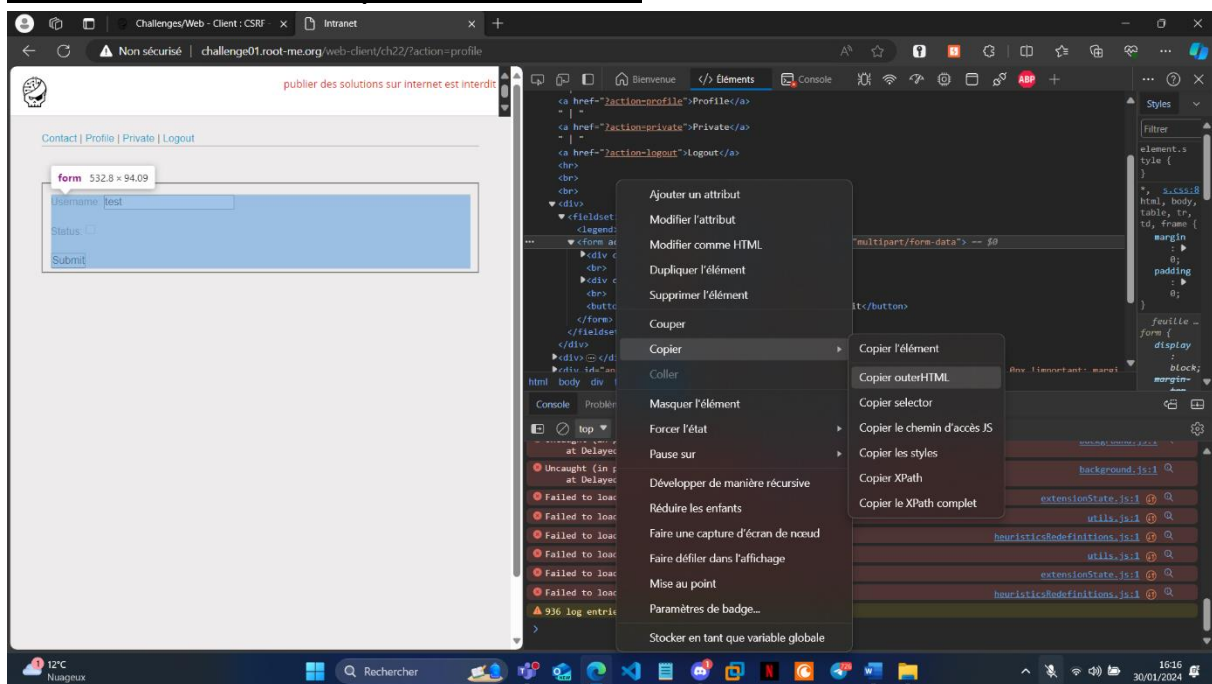 Challenges/Web - Client : CSRF -
Intranet
Non sécurisé | challenge01.root-me.org/web-client/ch22/?action=profile
publier des solutions sur internet est interdit
Contact | Profile | Private | Logout
form 532.8 × 94.09
Username: test
Status:
Submit
Bienvenue
</> Éléments
Console
<a href="?action=profile">Profile</a>
" | "
<a href="?action=private">Private</a>
" | "
<a href="?action=logout">Logout</a>
<hr>
<br>
<br>
<div>
<fieldset
<legend>
<form ac
"multipart/form-data"> == $0
<div c
<br>
<div c
<br>
<butto
it</button>
</form>
</fieldse
</div>
<div>…</d
<div id="an
0px !important; margi
html body div
Styles
Filtrer
element.s
tyle {
}
*, s.css:8
html, body,
table, tr,
td, frame {
margin
:
0;
padding
:
0;
}
feuille …
form {
display
:
block;
margin-
Ajouter un attribut
Modifier l'attribut
Modifier comme HTML
Dupliquer l'élément
Supprimer l'élément
Couper
Copier
Coller
Masquer l'élément
Forcer l'état
Pause sur
Développer de manière récursive
Réduire les enfants
Faire une capture d'écran de nœud
Faire défiler dans l'affichage
Mise au point
Paramètres de badge...
Stocker en tant que variable globale
Copier l'élément
Copier outerHTML
Copier selector
Copier le chemin d'accès JS
Copier les styles
Copier XPath
Copier le XPath complet
Console Problèm
top
at Delayed
Uncaught (in p
background.js:1
at Delayed
Failed to load
extensionState.js:1
Failed to load
utils.js:1
Failed to load
heuristicsRedefinitions.js:1
Failed to load
utils.js:1
Failed to load
extensionState.js:1
Failed to load
heuristicsRedefinitions.js:1
936 log entrie
12°C
Nuageux
Rechercher
16:16
30/01/2024